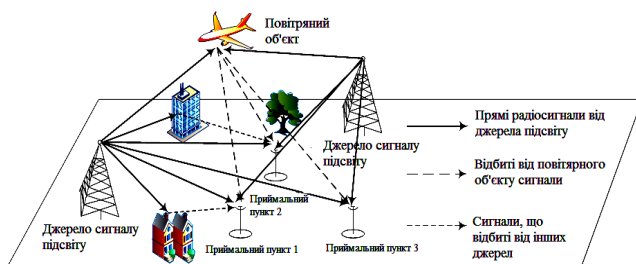 Повітряний
об'єкт
Джерело сигналу
підсвіту
Приймальний
пункт 2
Джерело сигналу
підсвіту
Приймальний пункт 1
Приймальний пункт 3
Прямі радіосигнали від
джерела підсвіту
Відбиті від повітярного
об'єкту сигнали
Сигнали, що
відбиті від інших
джерел